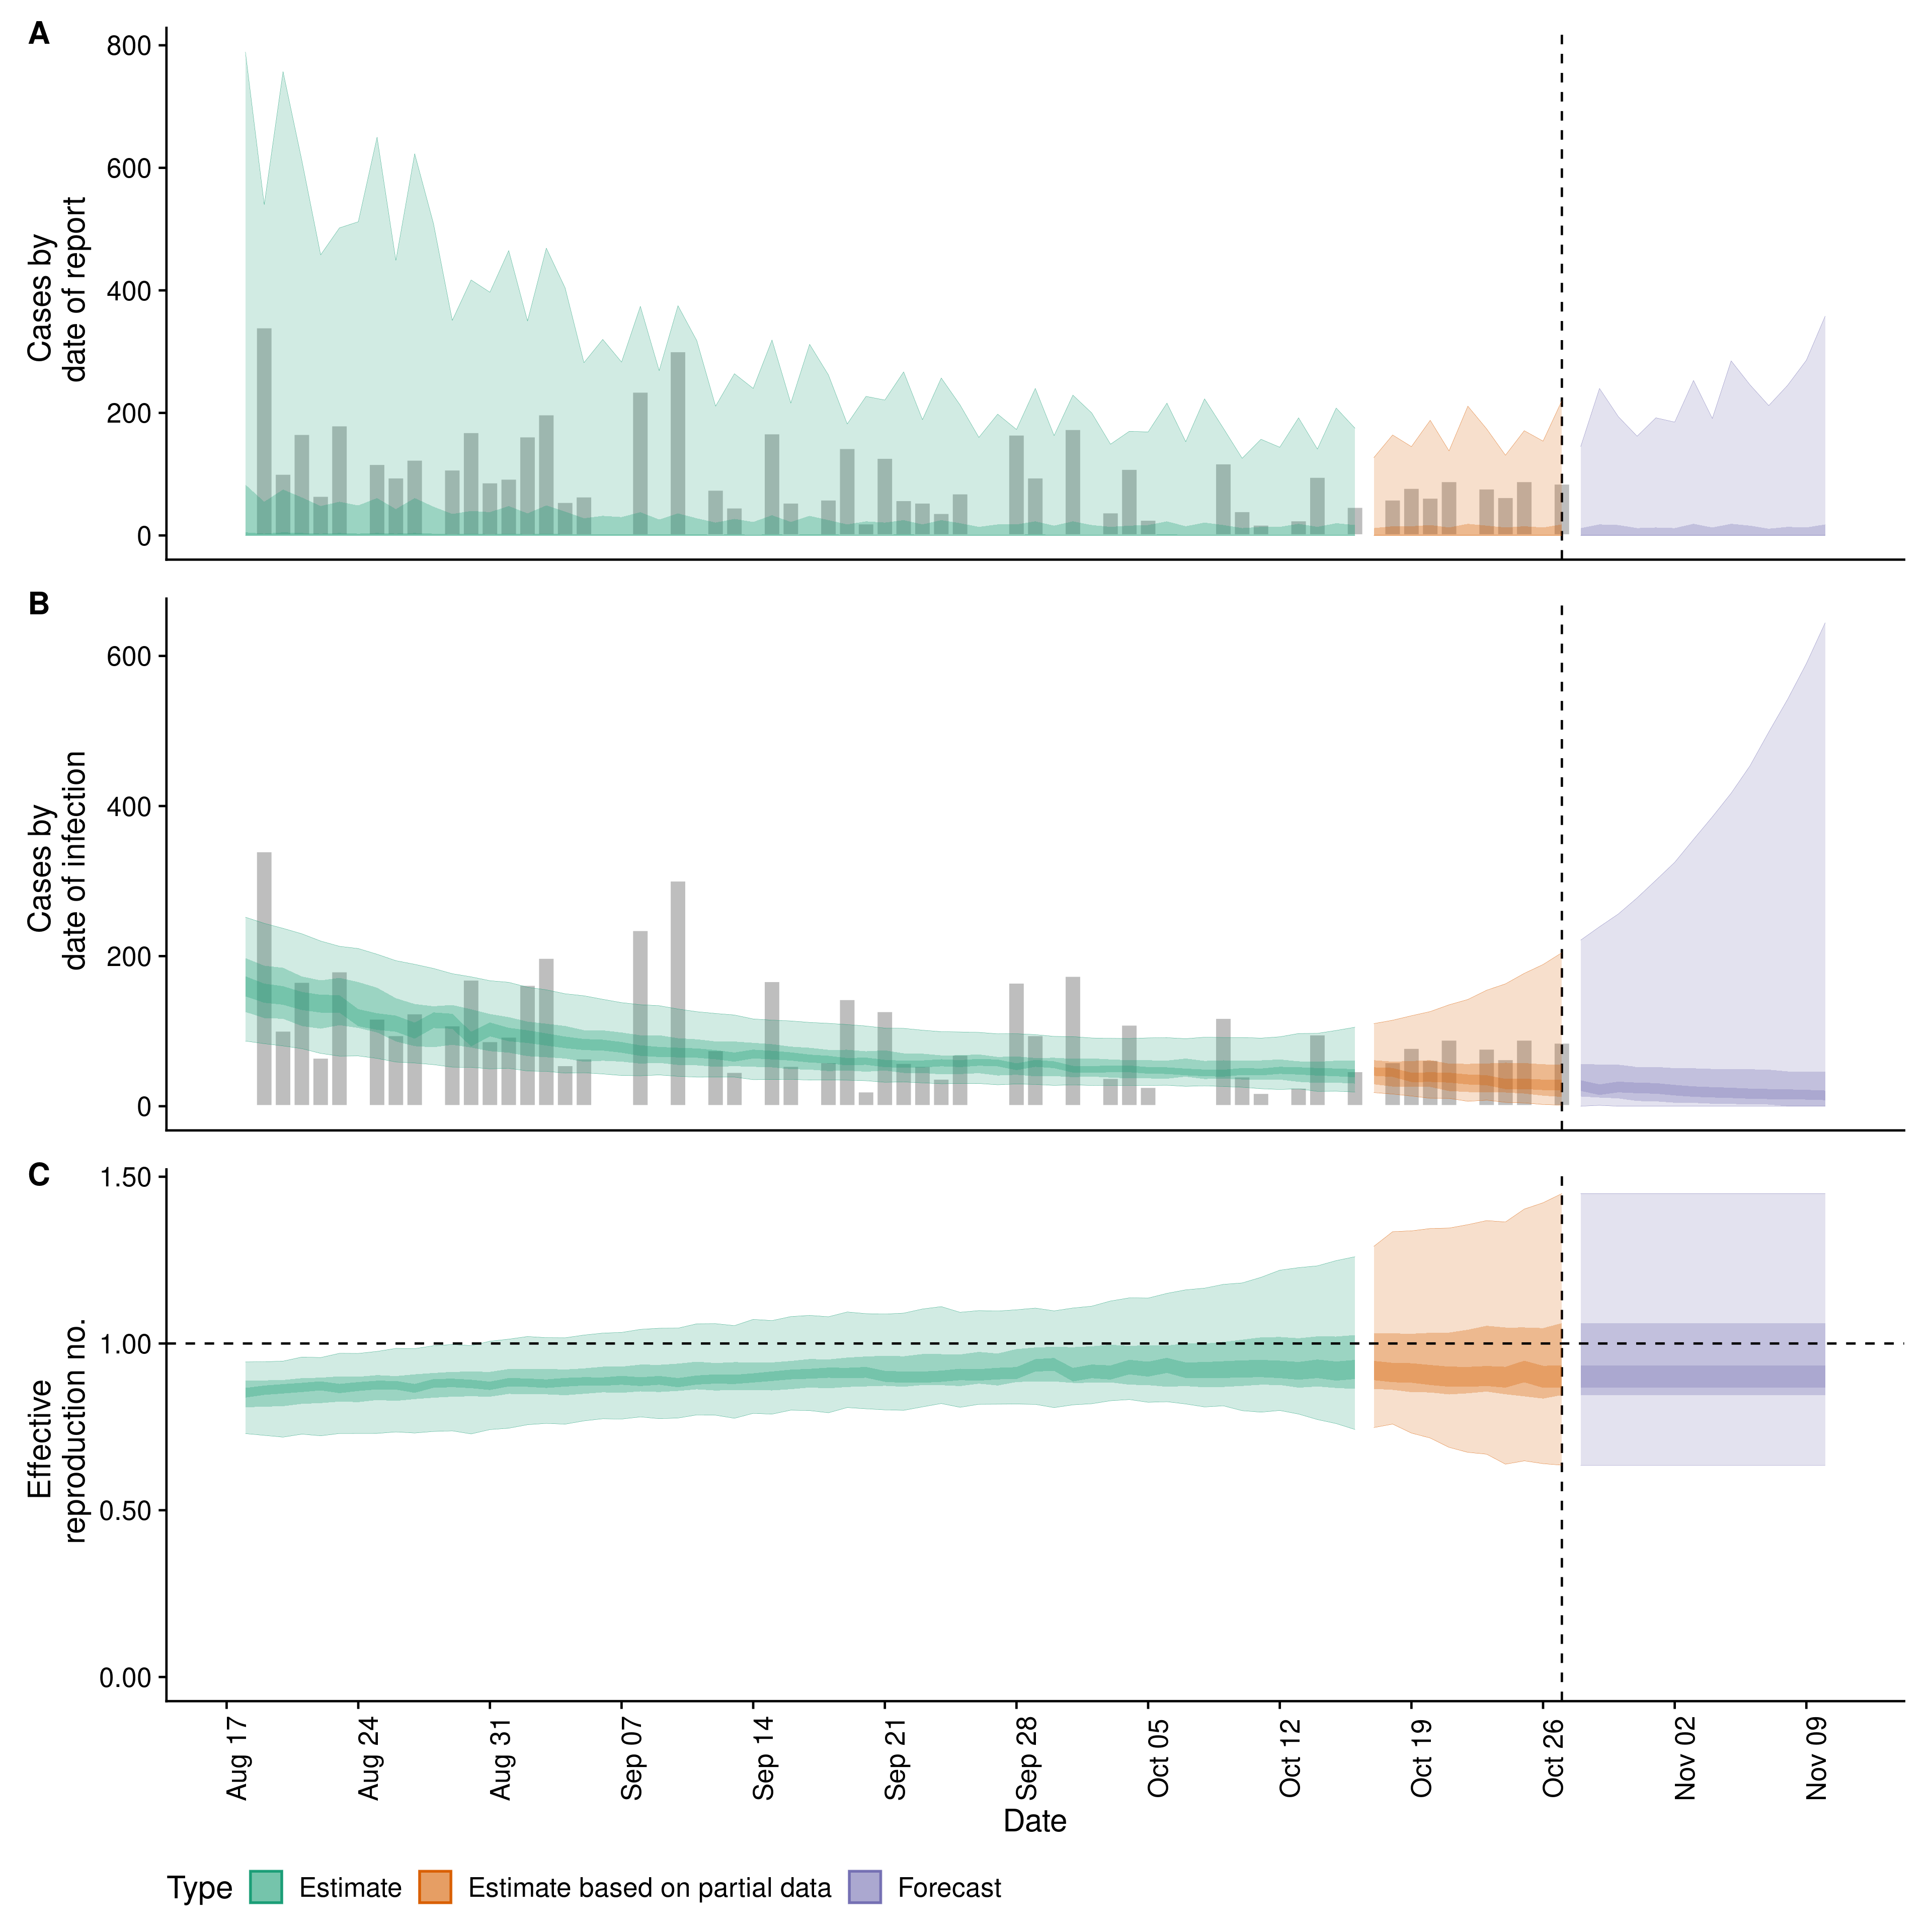 A
800
600
400
200
0
Cases by
date of report
B
600
400
200
0
Cases by
date of infection
C
1.50
1.00
0.50
0.00
Effective
reproduction no.
Aug 17
Aug 24
Aug 31
Sep 07
Sep 14
Sep 21
Sep 28
Oct 05
Oct 12
Oct 19
Oct 26
Nov 02
Nov 09
Date
Type Estimate Estimate based on partial data Forecast